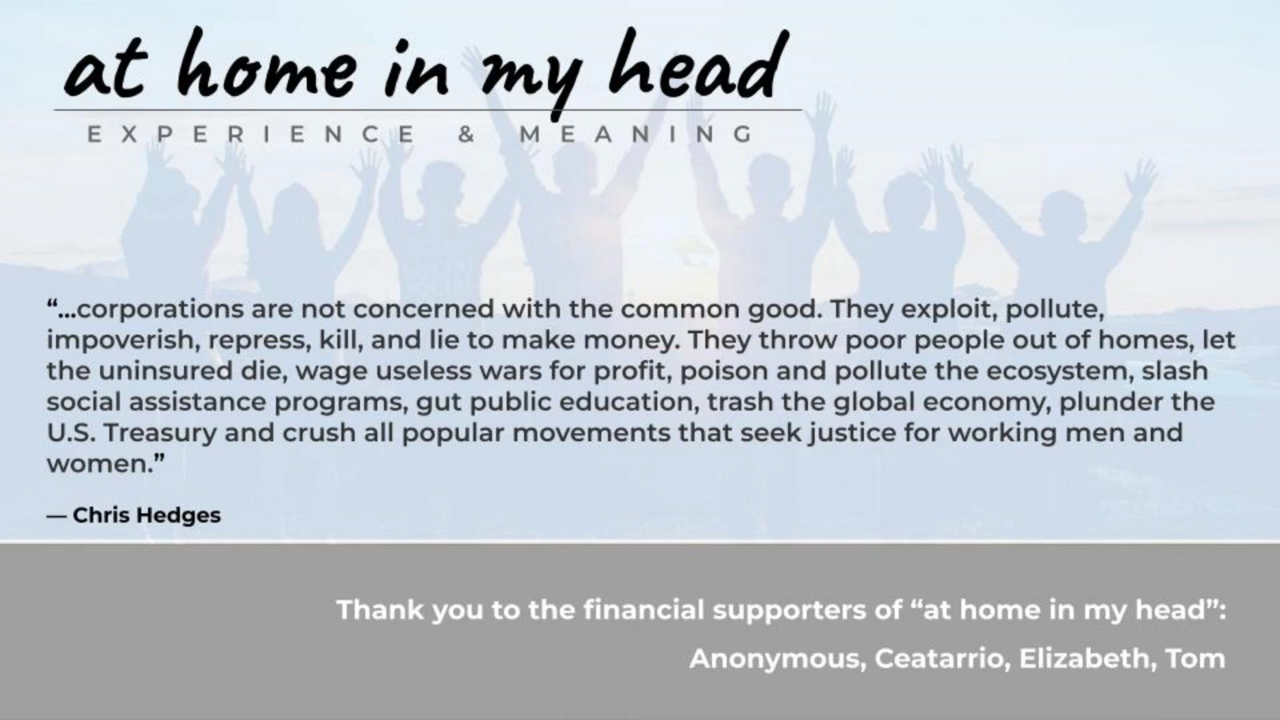 at home in my head
EXPERIENCE & MEANING
“...corporations are not concerned with the common good. They exploit, pollute,
impoverish, repress, kill, and lie to make money. They throw poor people out of homes, let
the uninsured die, wage useless wars for profit, poison and pollute the ecosystem, slash
social assistance programs, gut public education, trash the global economy, plunder the
U.S. Treasury and crush all popular movements that seek justice for working men and
women.”
— Chris Hedges
Thank you to the financial supporters of “at home in my head”:
Anonymous, Ceatarrio, Elizabeth, Tom